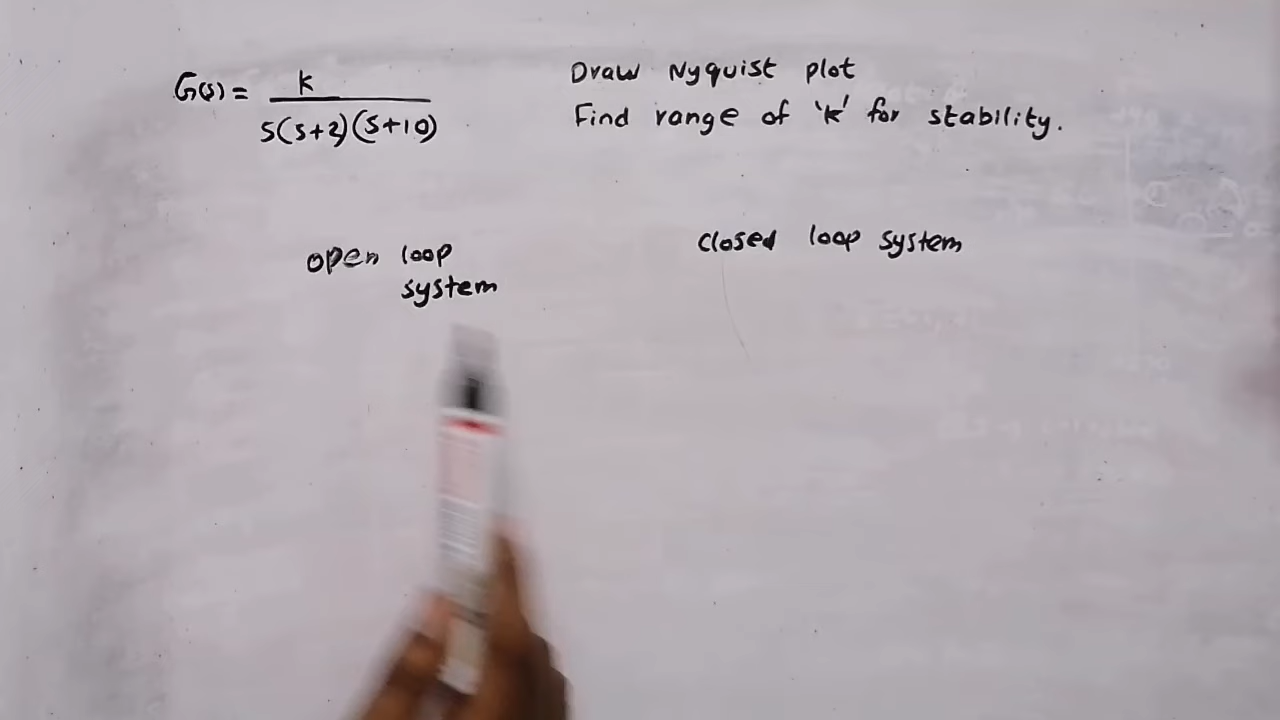 G(s) = K
S(S+2)(S+10)
Draw Nyquist plot
Find range of 'K' for stability.
open loop
system
closed loop system